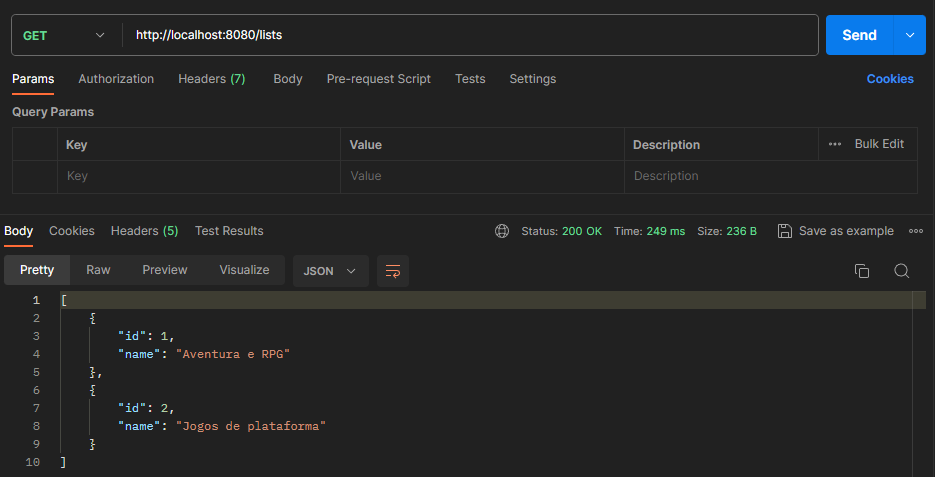 GET http://localhost:8080/lists Send
Params Authorization Headers (7) Body Pre-request Script Tests Settings Cookies
Query Params
Key Value Description ••• Bulk Edit
Key Value Description
Body Cookies Headers (5) Test Results Status: 200 OK Time: 249 ms Size: 236 B Save as example
Pretty Raw Preview Visualize JSON
1 [
2 {
3 "id": 1,
4 "name": "Aventura e RPG"
5 },
6 {
7 "id": 2,
8 "name": "Jogos de plataforma"
9 }
10 ]